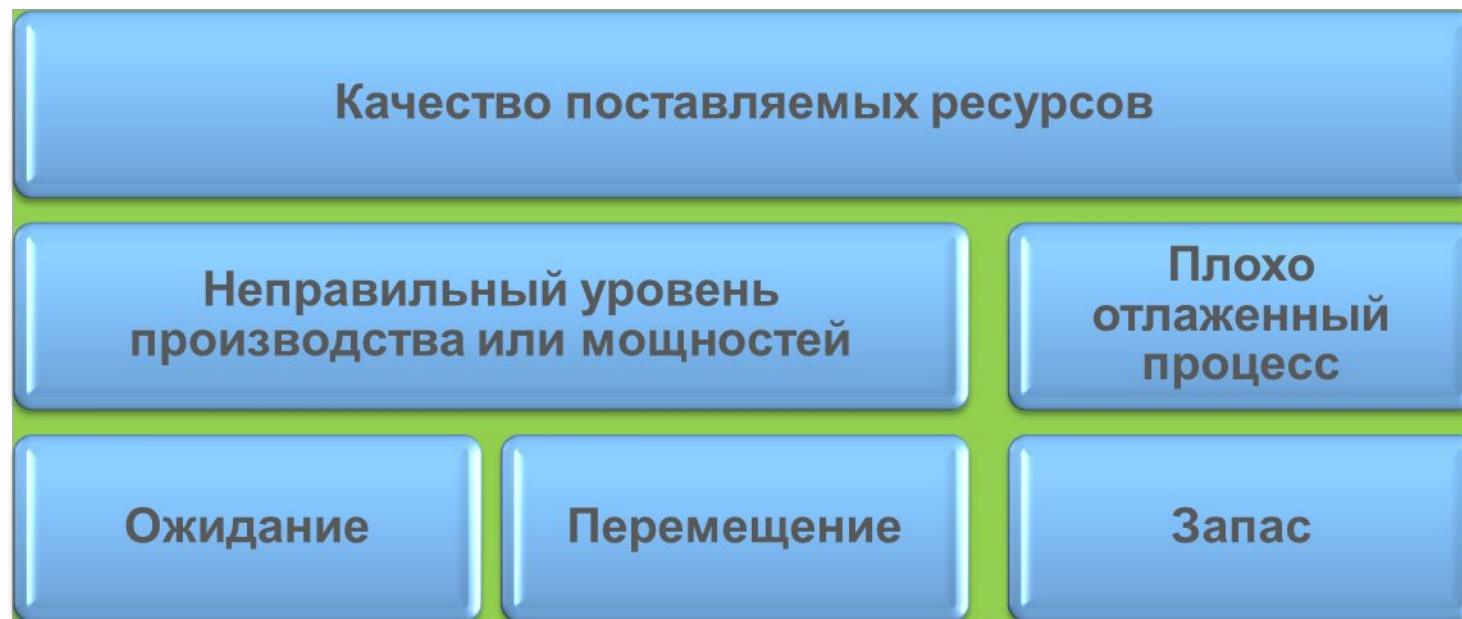 Качество поставляемых ресурсов
Неправильный уровень
производства или мощностей
Плохо
отлаженный
процесс
Ожидание
Перемещение
Запас